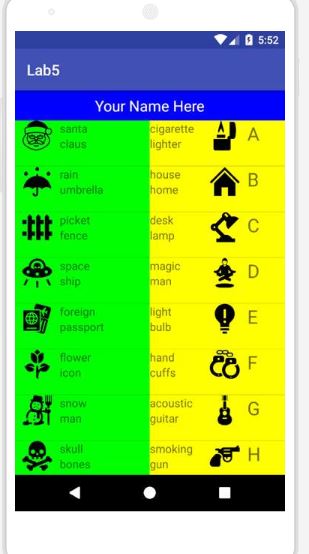 5:52
Lab5
Your Name Here
santa
claus
cigarette
lighter
A
rain
umbrella
house
home
B
picket
fence
desk
lamp
C
space
ship
magic
man
D
foreign
passport
light
bulb
E
flower
icon
hand
cuffs
F
snow
man
acoustic
guitar
G
skull
bones
smoking
gun
H